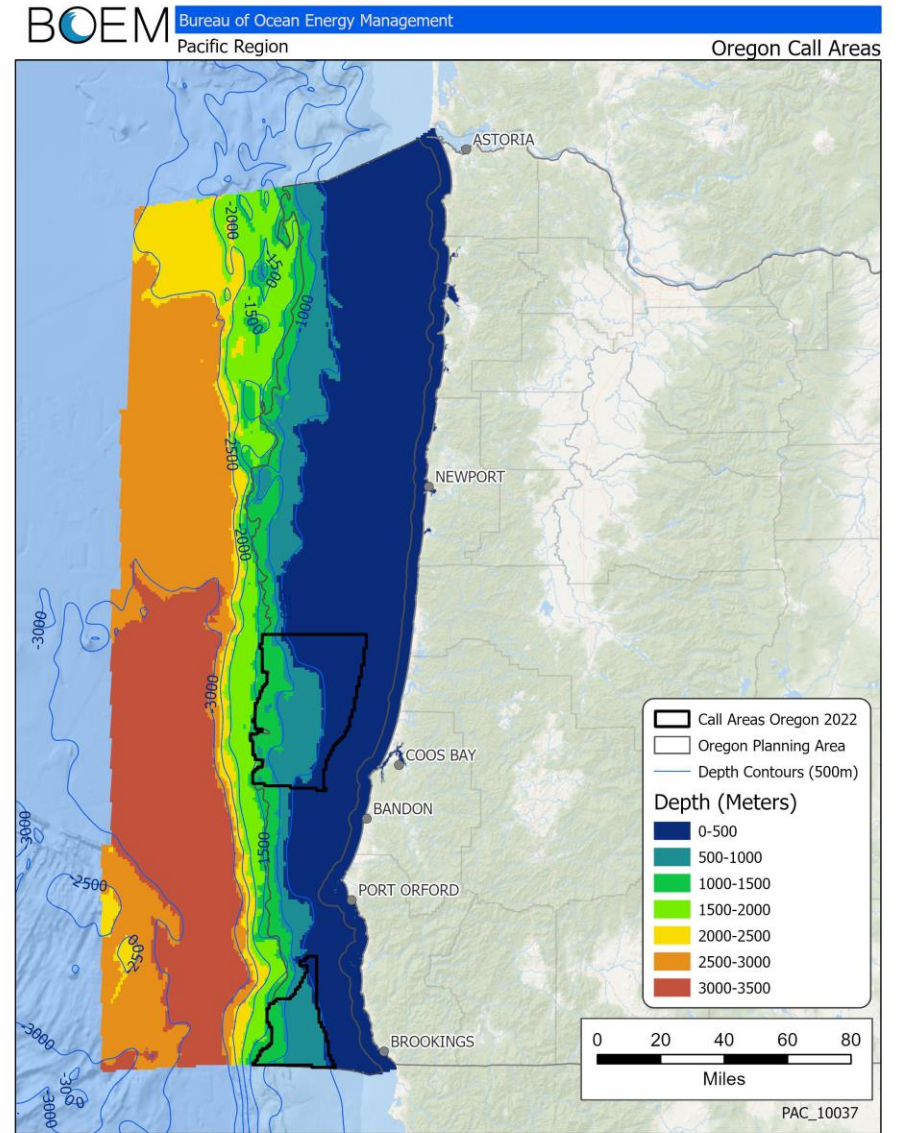 BOEM
Bureau of Ocean Energy Management
Pacific Region
Oregon Call Areas
ASTORIA
-2000
-1500
-1500
-1000
NEWPORT
-2500
-2000
-3000
-3000
COOS BAY
BANDON
-3000
-1500
-2500
PORT ORFORD
-2500
BROOKINGS
-3000
-3000
-3000
Call Areas Oregon 2022
Oregon Planning Area
Depth Contours (500m)
Depth (Meters)
0-500
500-1000
1000-1500
1500-2000
2000-2500
2500-3000
3000-3500
0 20 40 60 80
Miles
PAC_10037